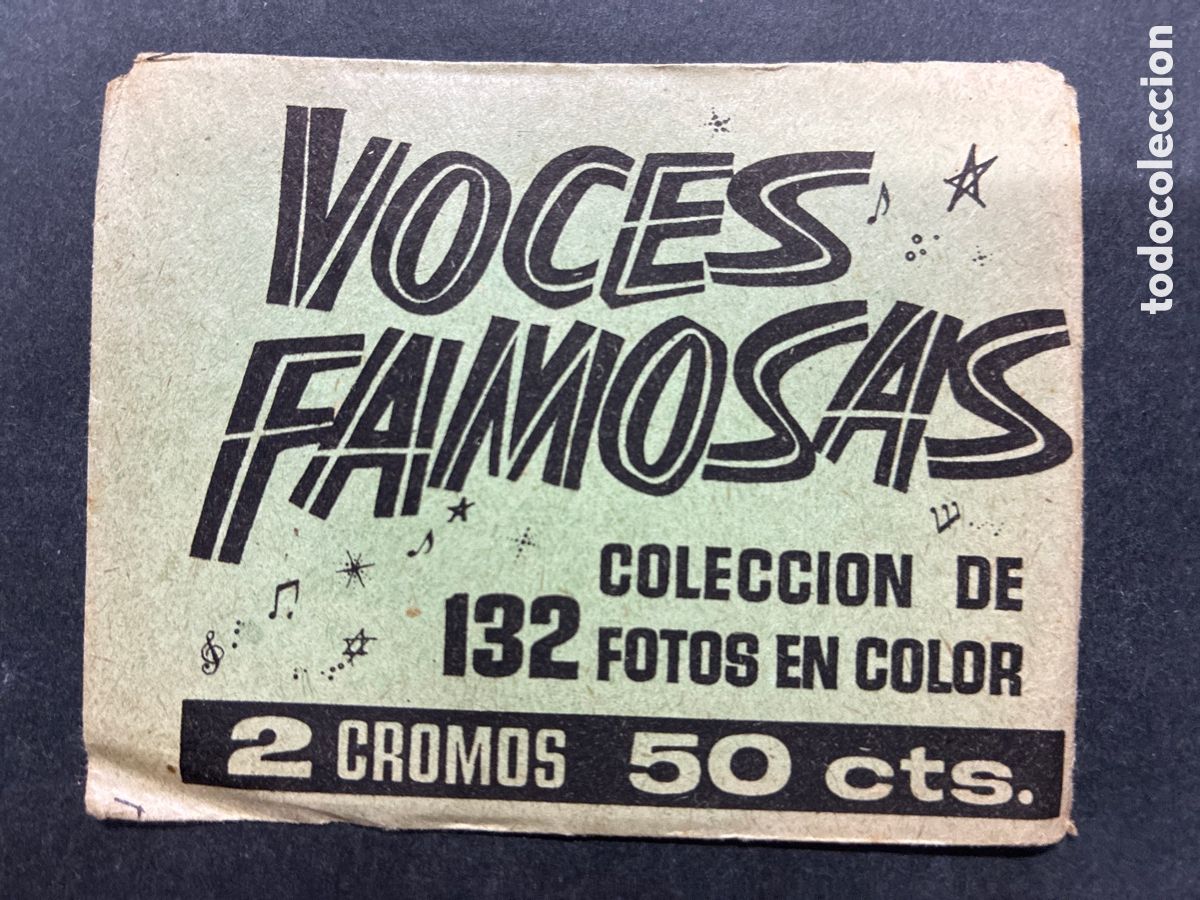 VOCES
FAMOSAS
COLECCION DE
132 FOTOS EN COLOR
2 CROMOS 50 cts.
todocoleccion